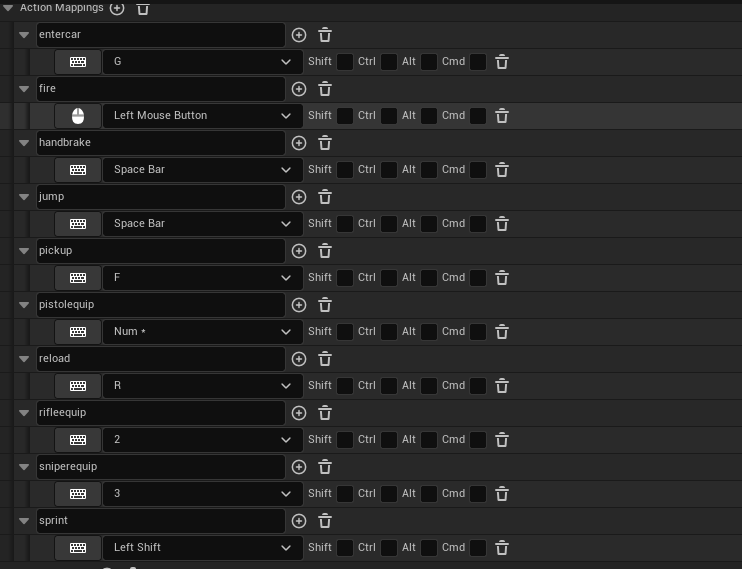 Action Mappings
entercar
G Shift Ctrl Alt Cmd
fire
Left Mouse Button Shift Ctrl Alt Cmd
handbrake
Space Bar Shift Ctrl Alt Cmd
jump
Space Bar Shift Ctrl Alt Cmd
pickup
F Shift Ctrl Alt Cmd
pistolequip
Num * Shift Ctrl Alt Cmd
reload
R Shift Ctrl Alt Cmd
rifleequip
2 Shift Ctrl Alt Cmd
sniperequip
3 Shift Ctrl Alt Cmd
sprint
Left Shift Shift Ctrl Alt Cmd